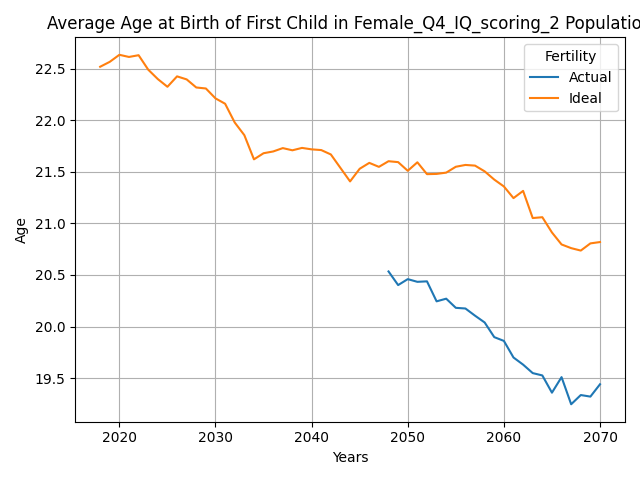 Average Age at Birth of First Child in Female_Q4_IQ_scoring_2 Populatio
Fertility
Actual
Ideal
22.5
22.0
21.5
21.0
20.5
20.0
19.5
Age
2020 2030 2040 2050 2060 2070
Years